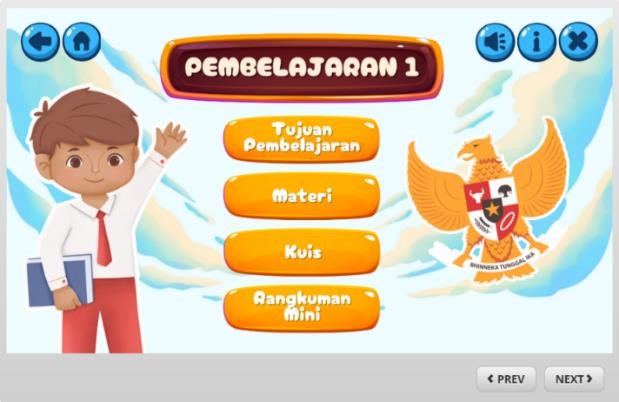 PEMBELAJARAN 1
Tujuan
Pembelajaran
Materi
Kuis
Rangkuman
Mini
BHINNEKA TUNGGAL IKA
PREV
NEXT